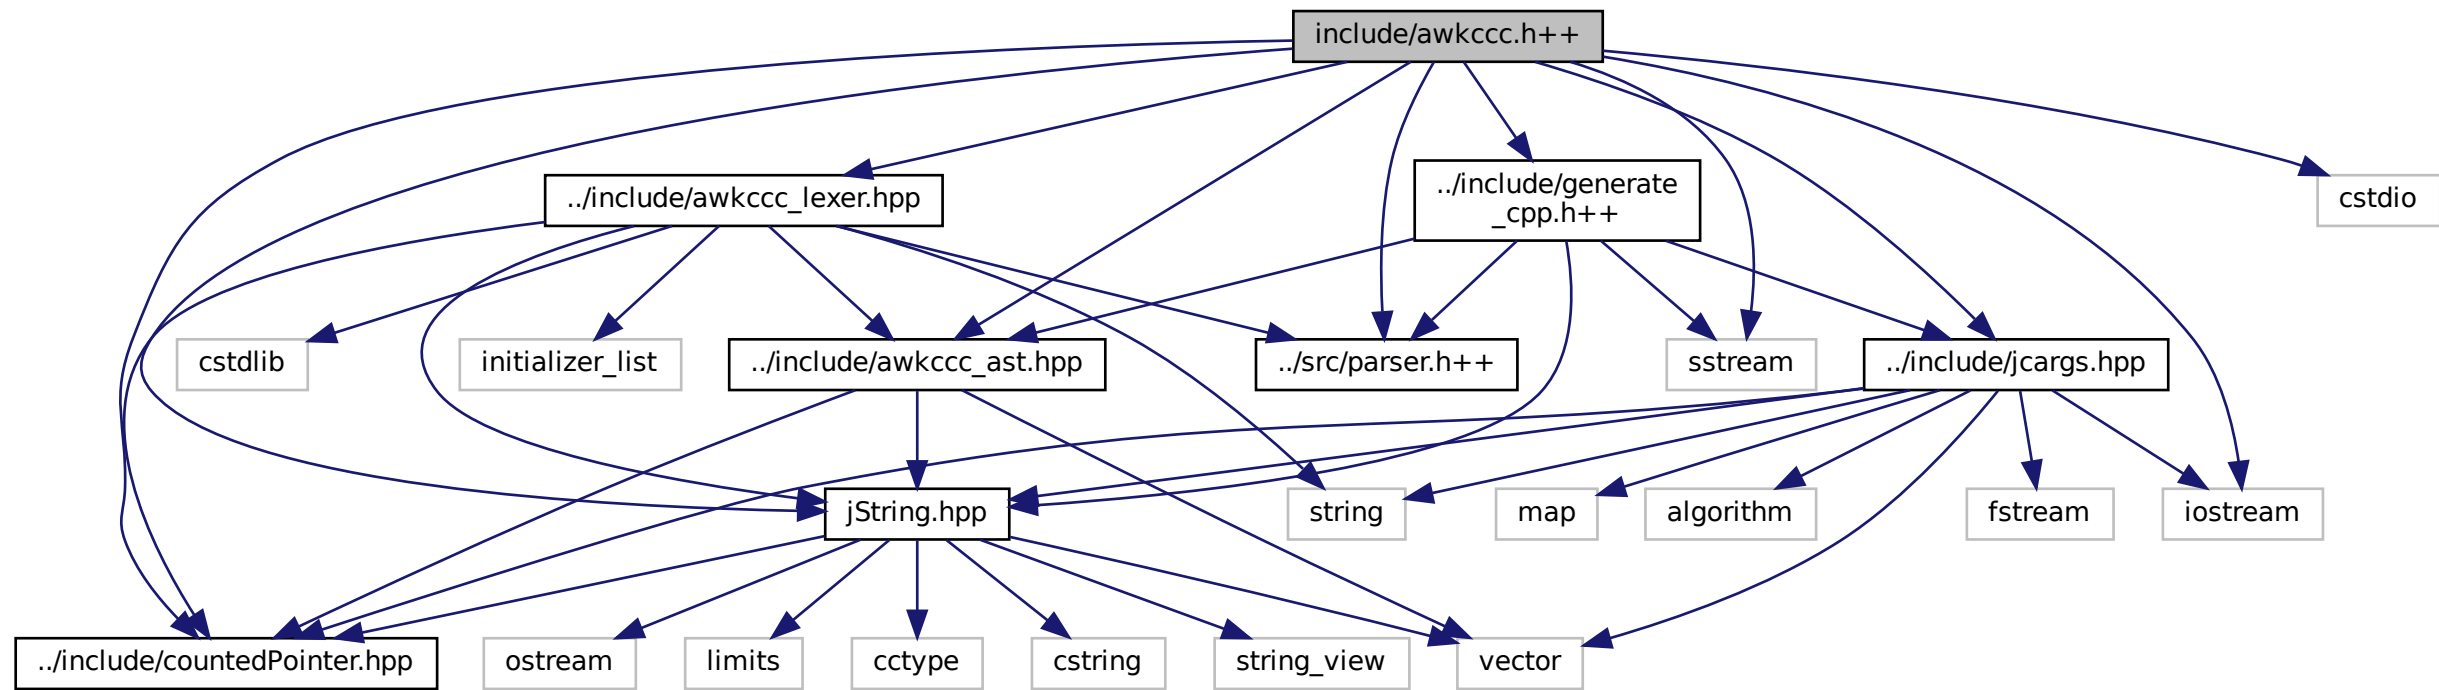 include/awkccc.h++
../include/awkccc_lexer.hpp
../include/generate
_cpp.h++
cstdio
cstdlib
initializer_list
../include/awkccc_ast.hpp
../src/parser.h++
sstream
../include/jcargs.hpp
jString.hpp
string
map
algorithm
fstream
iostream
../include/countedPointer.hpp
ostream
limits
cctype
cstring
string_view
vector